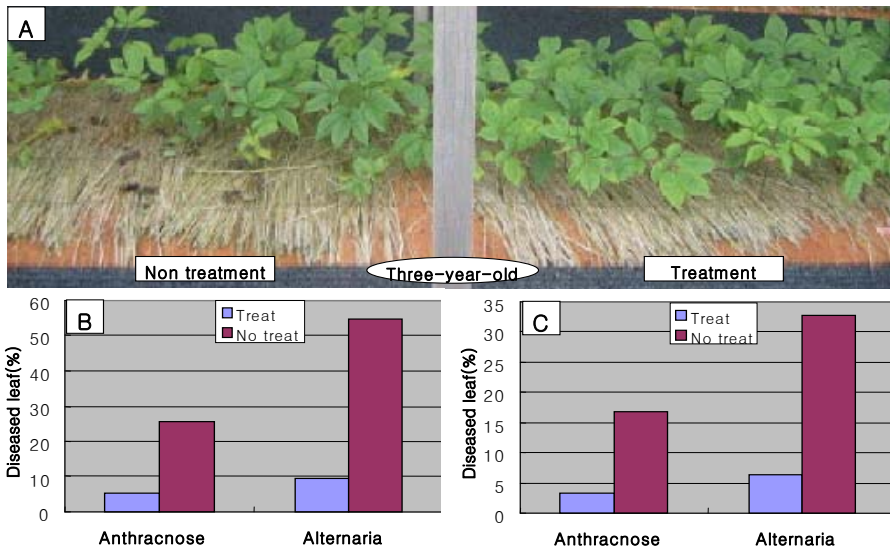 A
Non treatment
Three-year-old
Treatment
B
Treat
No treat
Diseased leaf(%)
60
50
40
30
20
10
0
Anthracnose
Alternaria
C
Treat
No treat
Diseased leaf(%)
35
30
25
20
15
10
5
0
Anthracnose
Alternaria